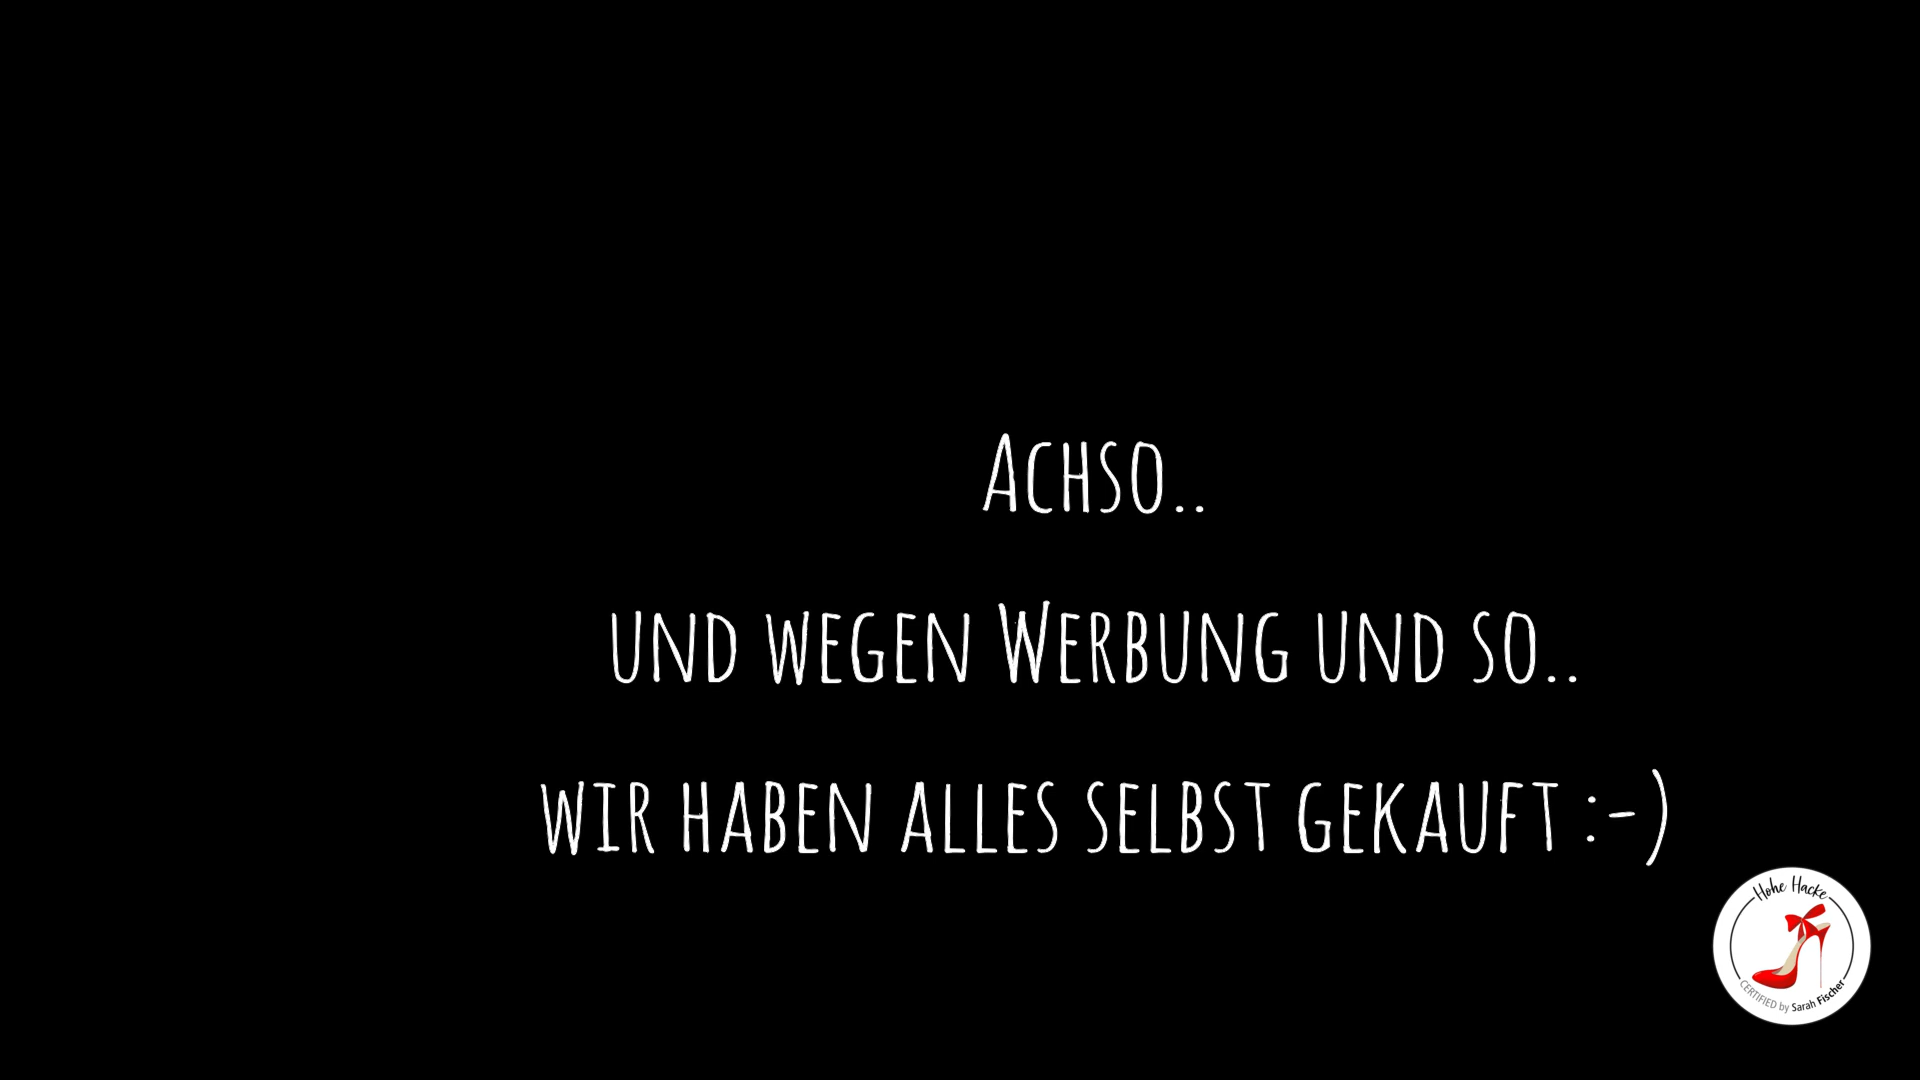 Achso..
und wegen Werbung und so..
wir haben alles selbst gekauft :-)
Hohe Hacke
CERTIFIED by Sarah Fischer